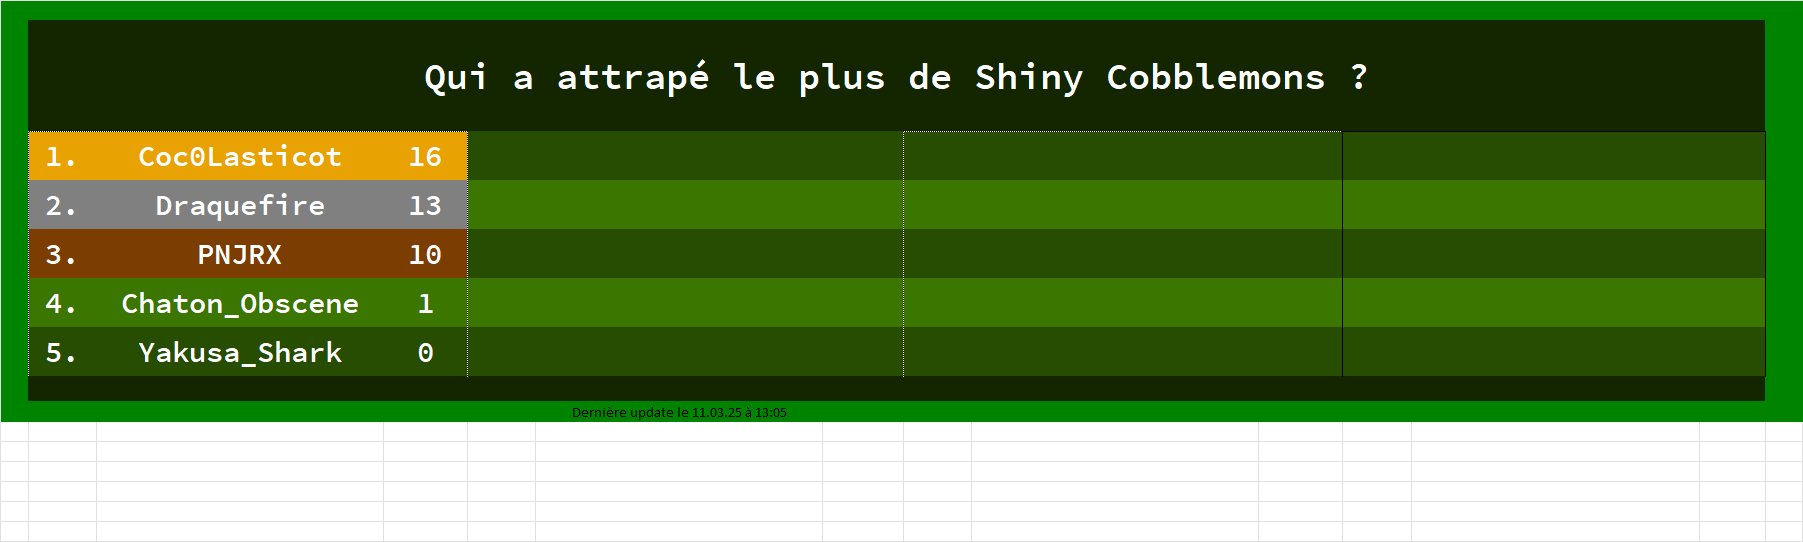 Qui a attrapé le plus de Shiny Cobblemons ?
1. Coc0Lasticot 16
2. Draquefire 13
3. PNJRX 10
4. Chaton_Obscene 1
5. Yakusa_Shark 0
Dernière update le 11.03.25 à 13:05